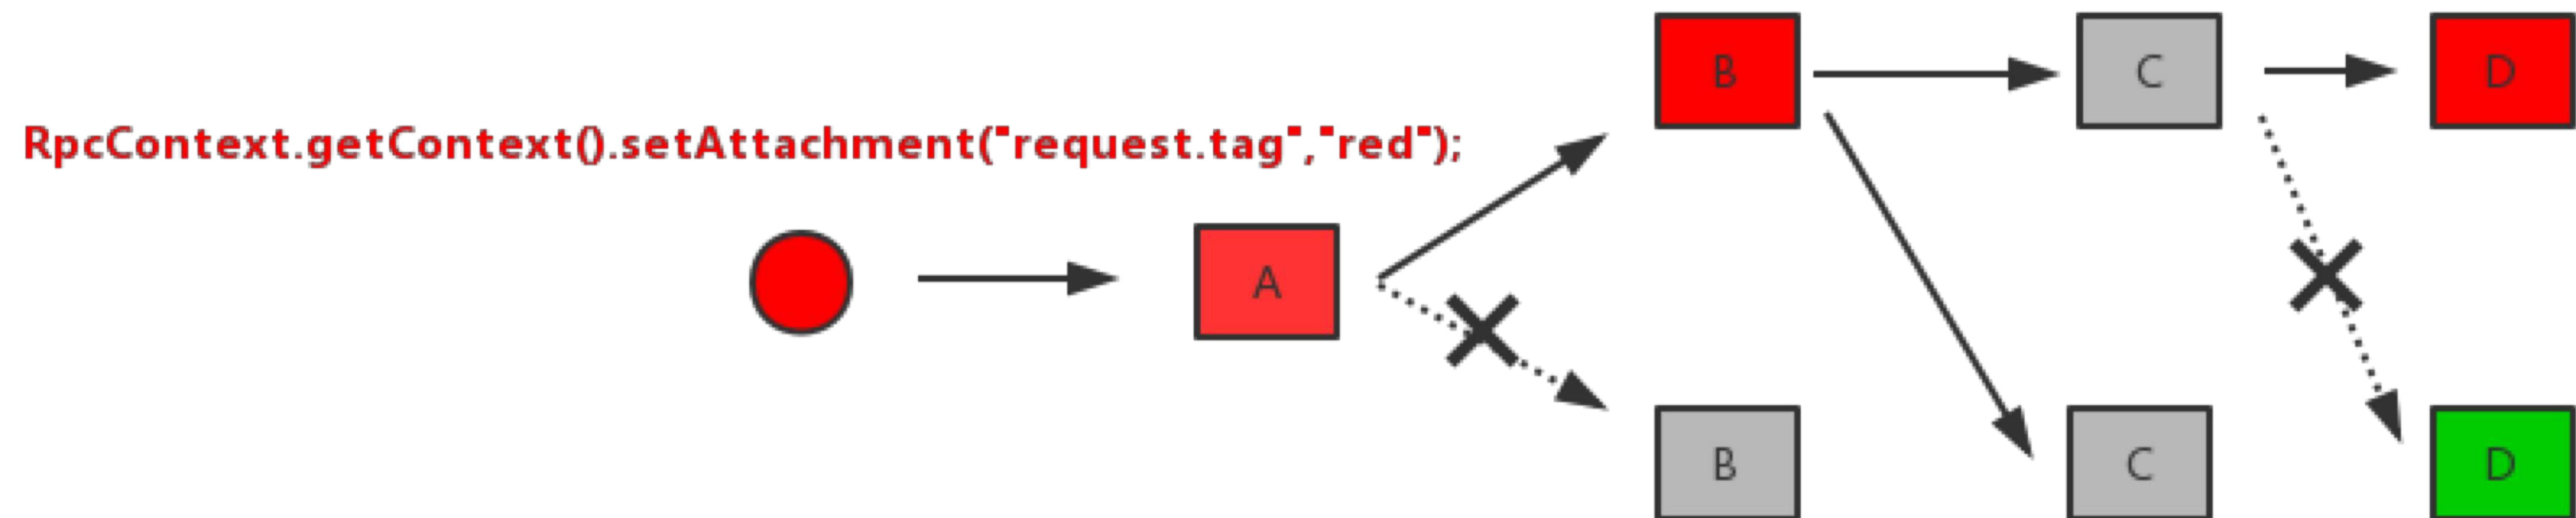 B
C
D
RpcContext.getContext().setAttachment("request.tag","red");
A
B
C
D